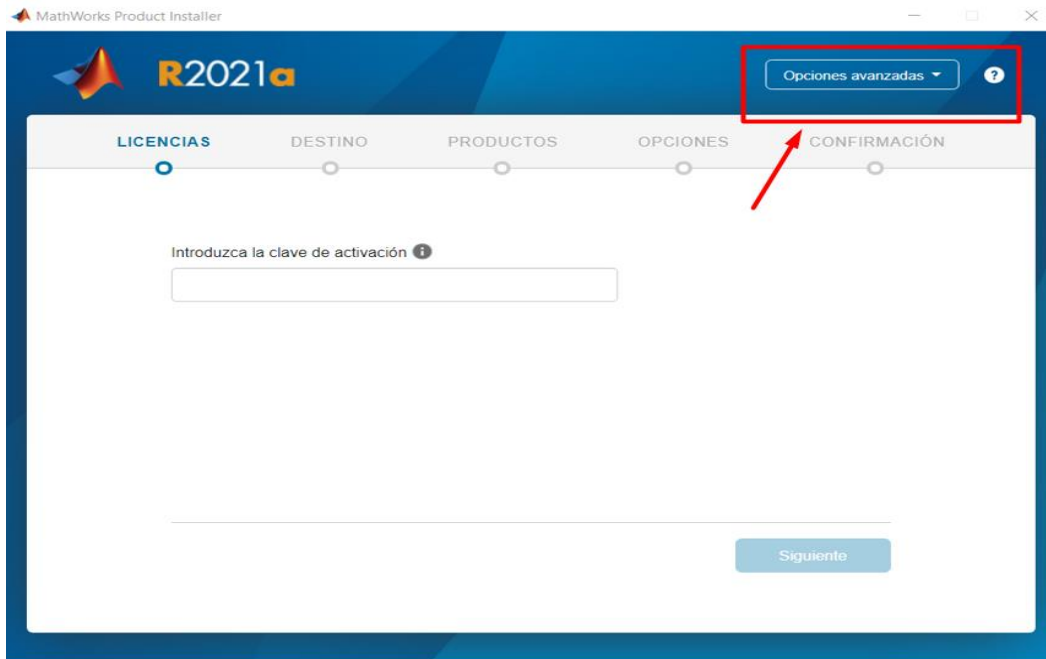 MathWorks Product Installer
R2021a
Opciones avanzadas
?
LICENCIAS
DESTINO
PRODUCTOS
OPCIONES
CONFIRMACIÓN
Introduzca la clave de activación i
Siguiente